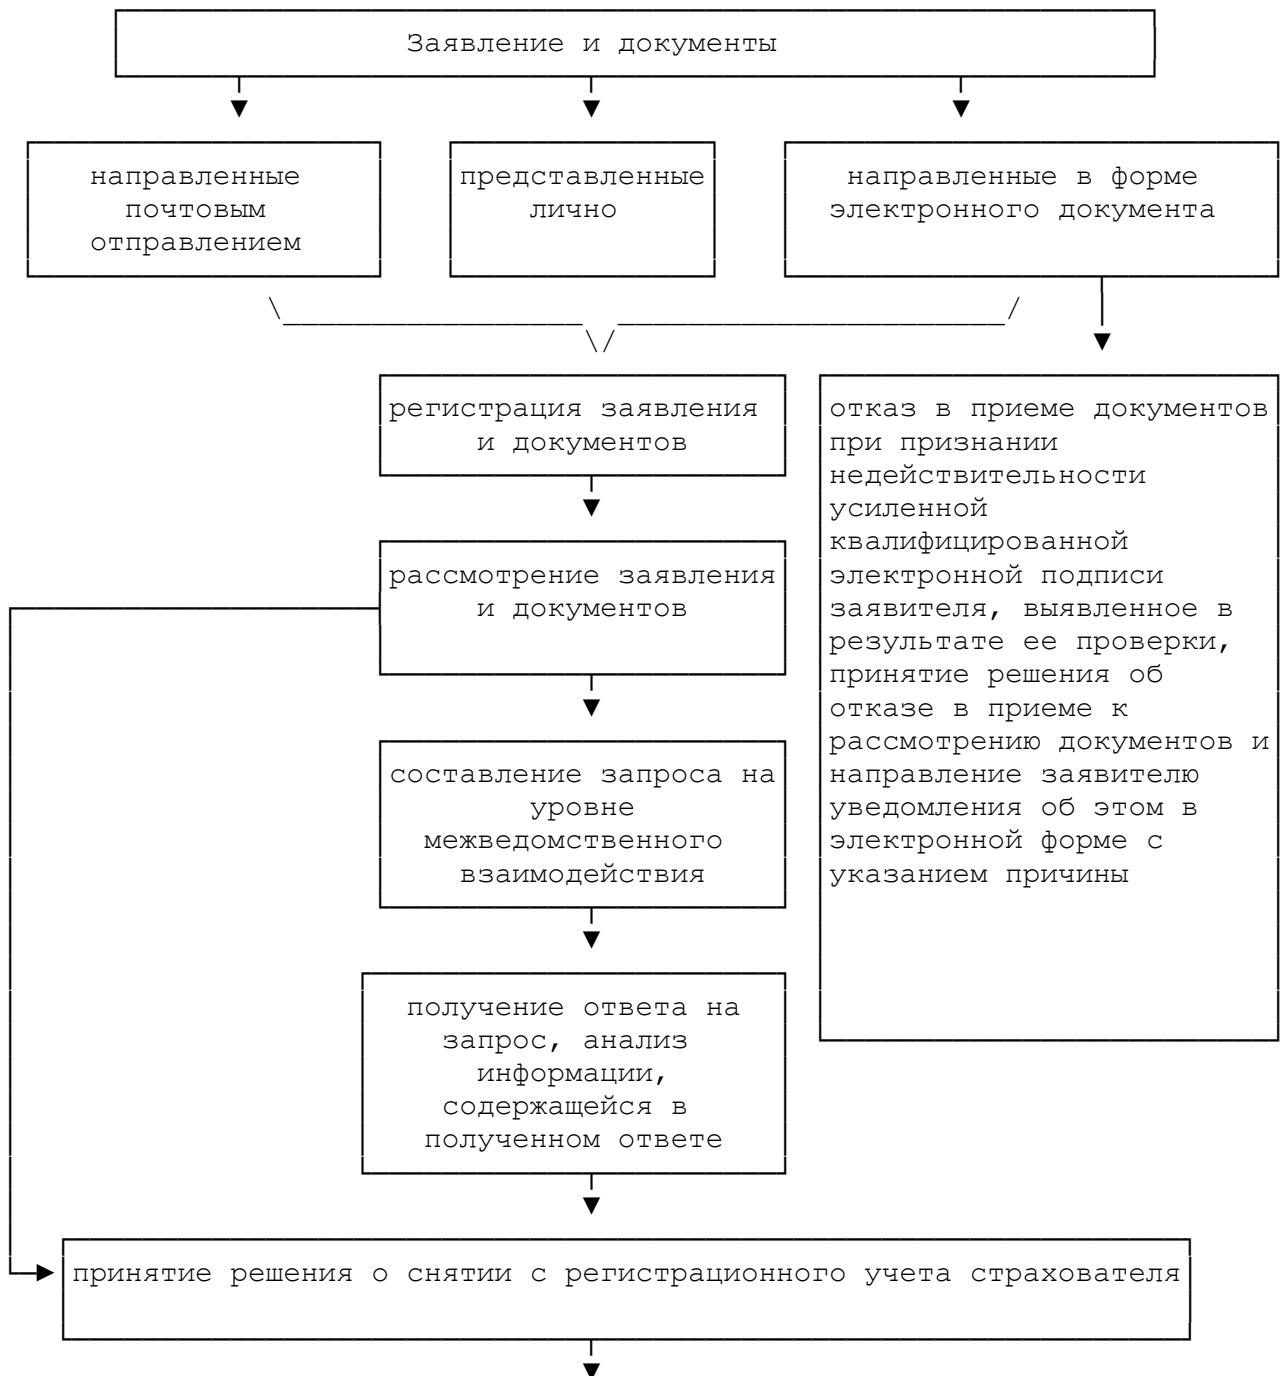 Заявление и документы
направленные
почтовым
отправлением
представленные
лично
направленные в форме
электронного документа
регистрация заявления
и документов
рассмотрение заявления
и документов
составление запроса на
уровне
межведомственного
взаимодействия
получение ответа на
запрос, анализ
информации,
содержащейся в
полученном ответе
отказ в приеме документов
при признании
недействительности
усиленной
квалифицированной
электронной подписи
заявителя, выявленное в
результате ее проверки,
принятие решения об
отказе в приеме к
рассмотрению документов и
направление заявителю
уведомления об этом в
электронной форме с
указанием причины
принятие решения о снятии с регистрационного учета страхователя